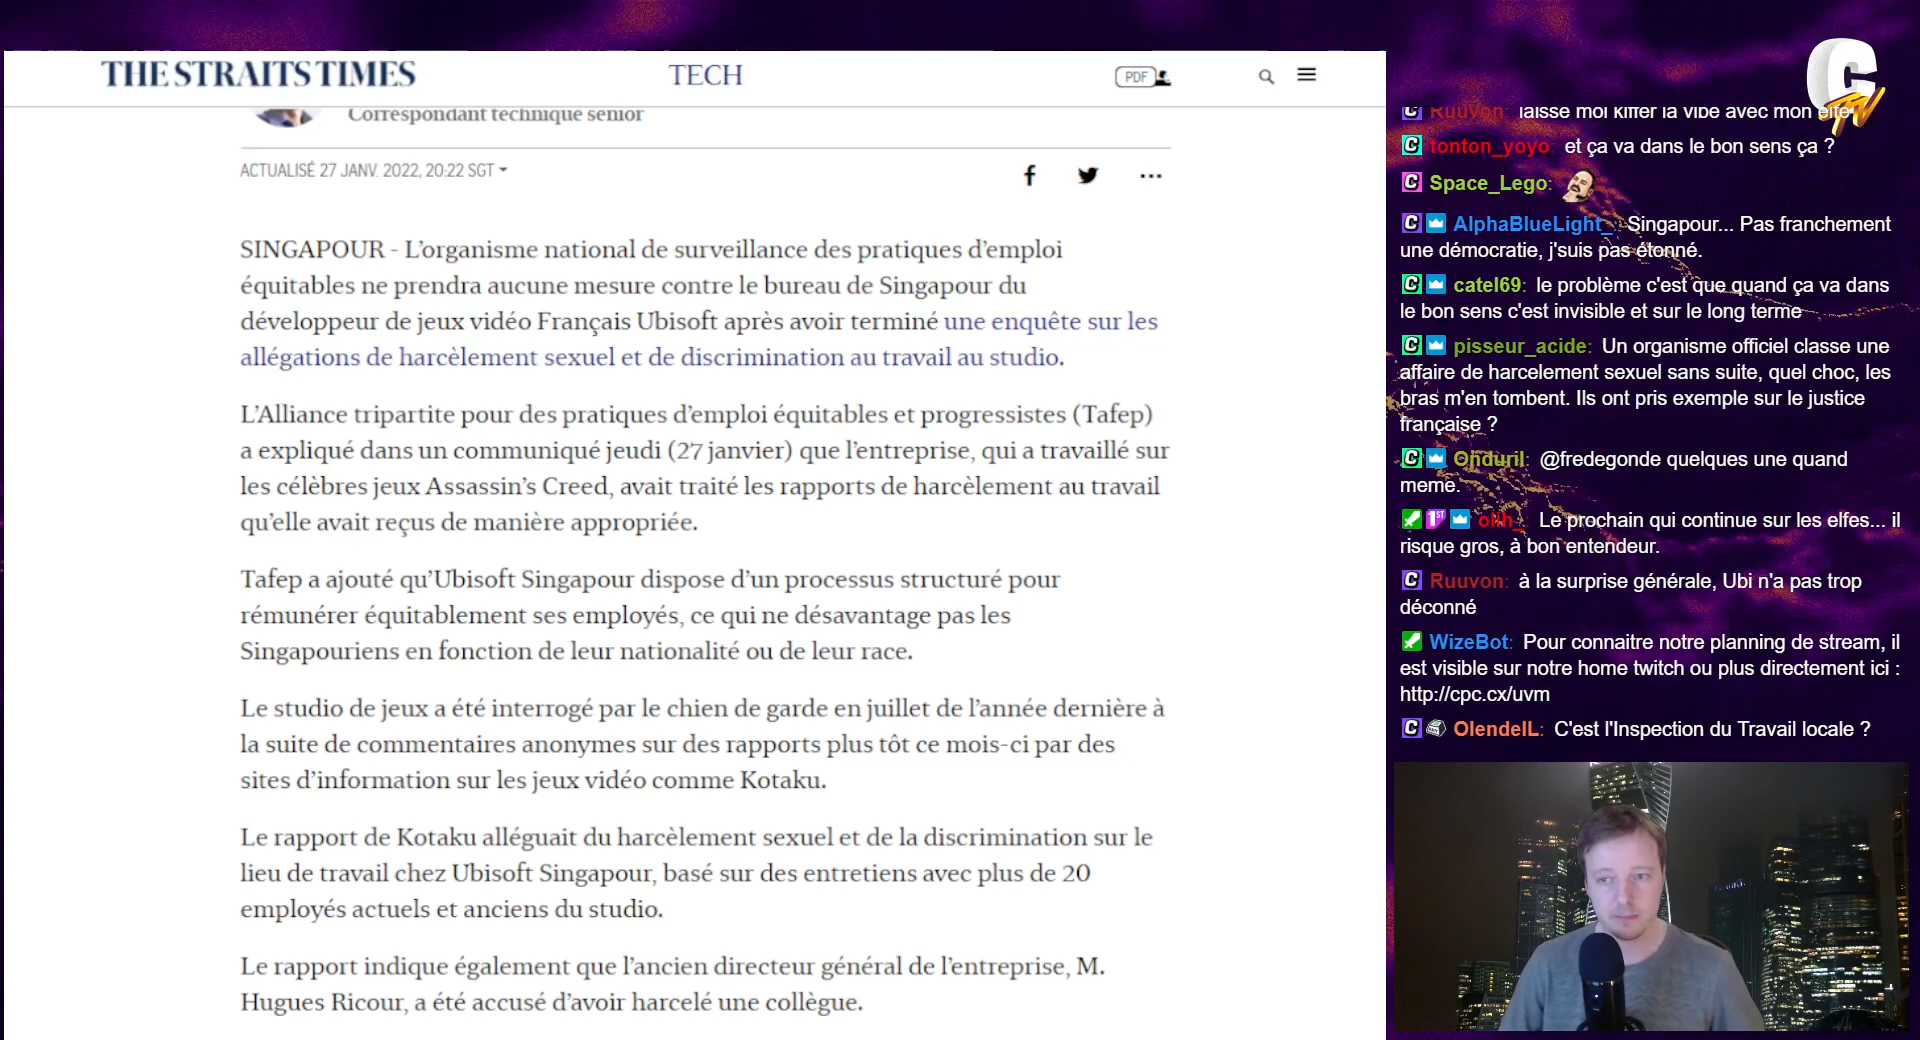 THE STRAITS TIMES
TECH
PDF
Correspondant technique senior
ACTUALISÉ 27 JANV. 2022, 20:22 SGT
SINGAPOUR - L’organisme national de surveillance des pratiques d’emploi
équitables ne prendra aucune mesure contre le bureau de Singapour du
développeur de jeux vidéo Français Ubisoft après avoir terminé une enquête sur les
allégations de harcèlement sexuel et de discrimination au travail au studio.
L’Alliance tripartite pour des pratiques d’emploi équitables et progressistes (Tafep)
a expliqué dans un communiqué jeudi (27 janvier) que l’entreprise, qui a travaillé sur
les célèbres jeux Assassin’s Creed, avait traité les rapports de harcèlement au travail
qu’elle avait reçus de manière appropriée.
Tafep a ajouté qu’Ubisoft Singapour dispose d’un processus structuré pour
rémunérer équitablement ses employés, ce qui ne désavantage pas les
Singapouriens en fonction de leur nationalité ou de leur race.
Le studio de jeux a été interrogé par le chien de garde en juillet de l’année dernière à
la suite de commentaires anonymes sur des rapports plus tôt ce mois-ci par des
sites d’information sur les jeux vidéo comme Kotaku.
Le rapport de Kotaku alléguait du harcèlement sexuel et de la discrimination sur le
lieu de travail chez Ubisoft Singapour, basé sur des entretiens avec plus de 20
employés actuels et anciens du studio.
Le rapport indique également que l’ancien directeur général de l’entreprise, M.
Hugues Ricour, a été accusé d’avoir harcelé une collègue.
C TV
Ruuvon: laisse moi kiffer la vibe avec mon elfe
tonton_yoyo: et ça va dans le bon sens ça ?
Space_Lego:
AlphaBlueLight_: Singapour... Pas franchement
une démocratie, j'suis pas étonné.
catel69: le problème c'est que quand ça va dans
le bon sens c'est invisible et sur le long terme
pisseur_acide: Un organisme officiel classe une
affaire de harcelement sexuel sans suite, quel choc, les
bras m'en tombent. Ils ont pris exemple sur le justice
française ?
Onduril: @fredegonde quelques une quand
meme.
1ST olih_: Le prochain qui continue sur les elfes... il
risque gros, à bon entendeur.
Ruuvon: à la surprise générale, Ubi n'a pas trop
déconné
WizeBot: Pour connaitre notre planning de stream, il
est visible sur notre home twitch ou plus directement ici :
http://cpc.cx/uvm
OlendelL: C'est l'Inspection du Travail locale ?